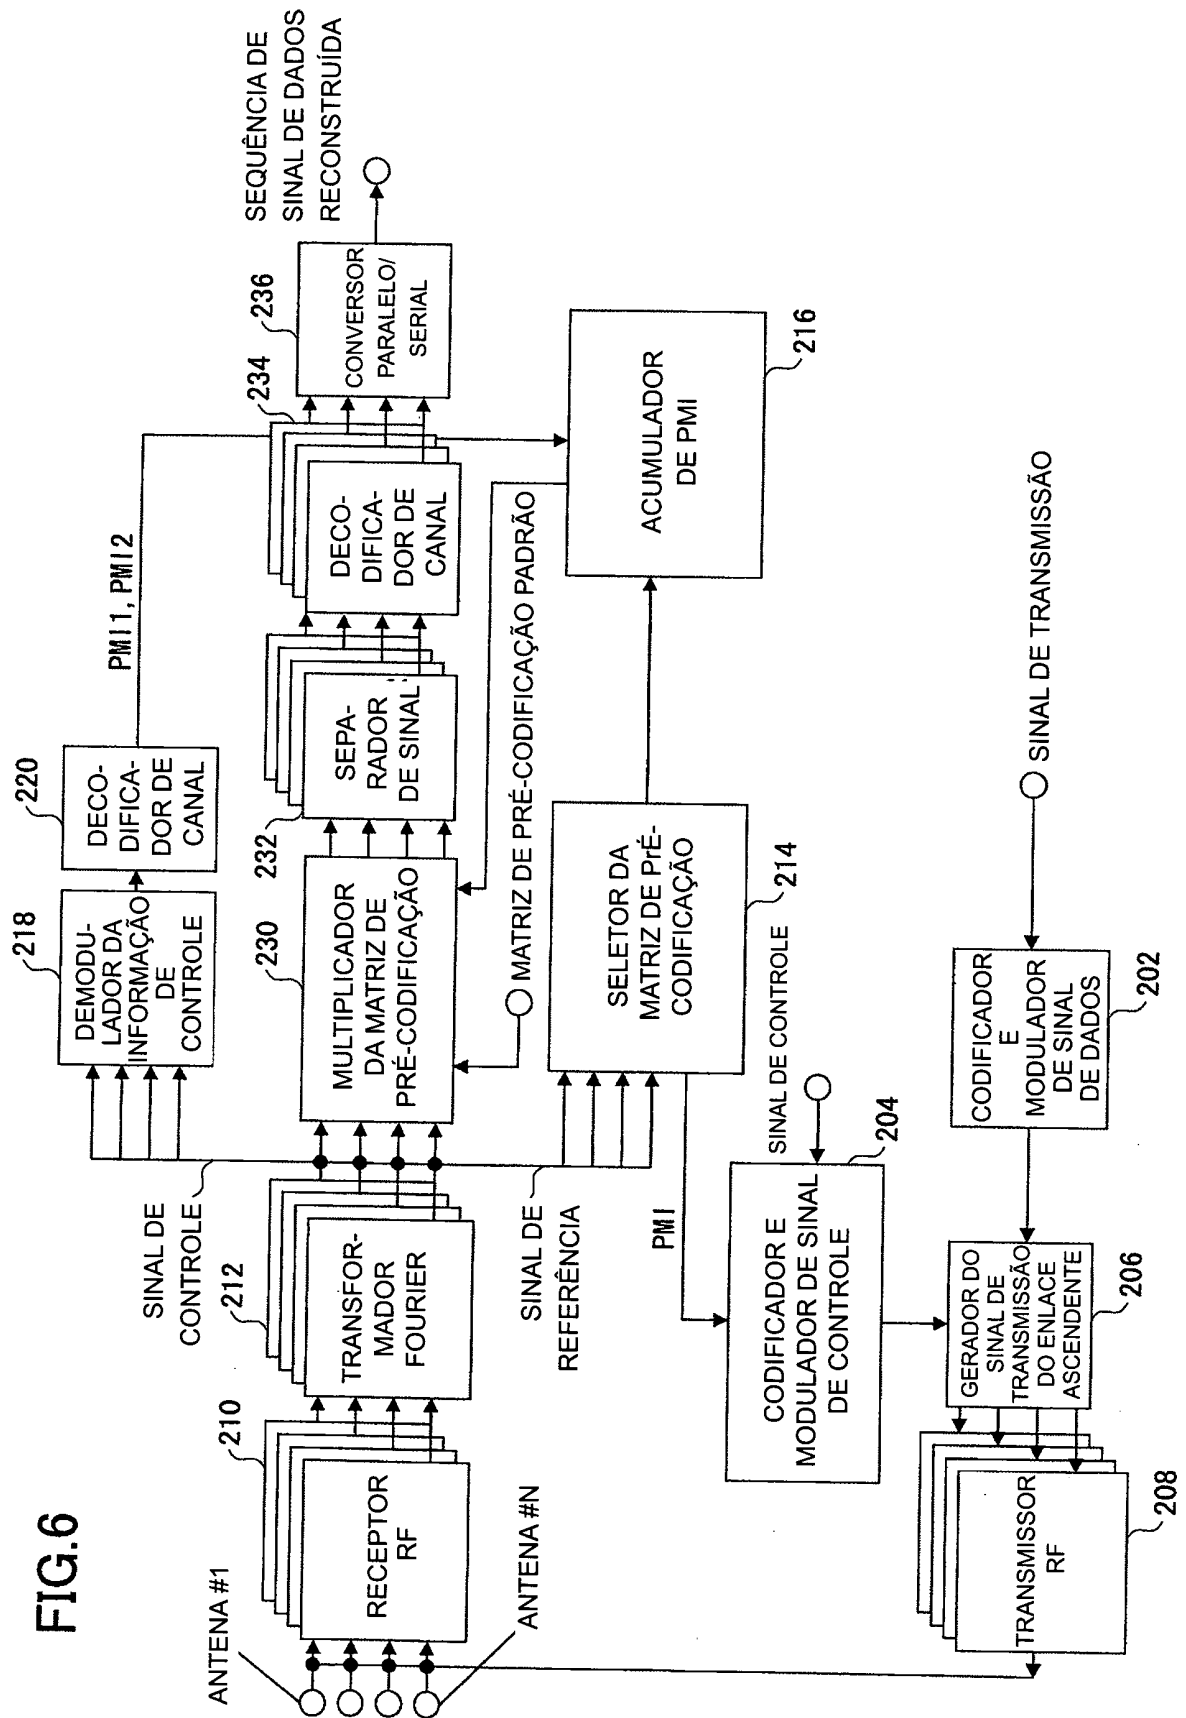 FIG.6
ANTENA #1
ANTENA #N
210
RECEPTOR
RF
212
TRANSFOR-
MADOR
FOURIER
SINAL DE
CONTROLE
SINAL DE
REFERÊNCIA
218
DEMODU-
LADOR DA
INFORMAÇÃO
DE
CONTROLE
220
DECO-
DIFICA-
DOR DE
CANAL
PMI1, PMI2
230
MULTIPLICADOR
DA MATRIZ DE
PRÉ-CODIFICAÇÃO
232
SEPA-
RADOR
DE SINAL
234
DECO-
DIFICA-
DOR DE
CANAL
236
CONVERSOR
PARALELO/
SERIAL
SEQUÊNCIA DE
SINAL DE DADOS
RECONSTRUÍDA
MATRIZ DE PRÉ-CODIFICAÇÃO PADRÃO
SELETOR DA
MATRIZ DE PrÉ-
CODIFICAÇÃO
214
ACUMULADOR
DE PMI
216
PMI
SINAL DE CONTROLE
204
CODIFICADOR E
MODULADOR DE SINAL
DE CONTROLE
SINAL DE TRANSMISSÃO
CODIFICADOR
E
MODULADOR
DE SINAL
DE DADOS
202
GERADOR DO
SINAL DE
TRANSMISSÃO
DO ENLACE
ASCENDENTE
206
TRANSMISSOR
RF
208